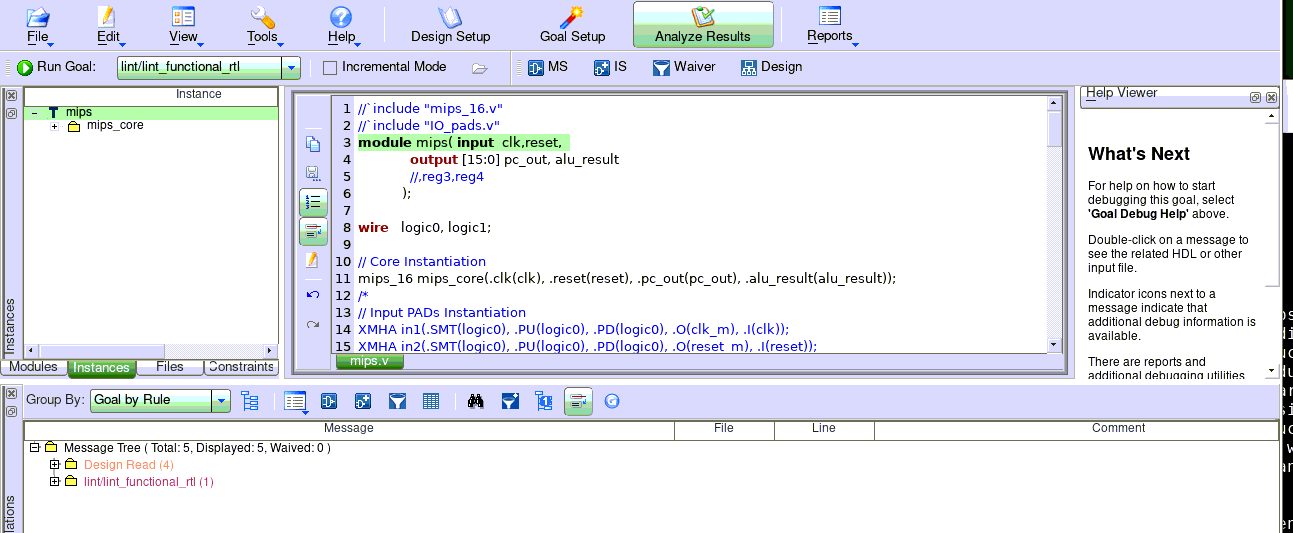 File Edit View Tools Help Design Setup Goal Setup Analyze Results Reports
Run Goal: lint/lint_functional_rtl Incremental Mode MS IS Waiver Design
Instance
mips
mips_core
Instances
Modules Instances Files Constraints
1 //`include "mips_16.v"
2 //`include "IO_pads.v"
3 module mips( input clk,reset,
4 output [15:0] pc_out, alu_result
5 //,reg3,reg4
6 );
7
8 wire logic0, logic1;
9
10 // Core Instantiation
11 mips_16 mips_core(.clk(clk), .reset(reset), .pc_out(pc_out), .alu_result(alu_result));
12 /*
13 // Input PADs Instantiation
14 XMHA in1(.SMT(logic0), .PU(logic0), .PD(logic0), .O(clk_m), .I(clk));
15 XMHA in2(.SMT(logic0), .PU(logic0), .PD(logic0), .O(reset_m), .I(reset));
mips.v
Help Viewer
What's Next
For help on how to start
debugging this goal, select
'Goal Debug Help' above.
Double-click on a message to
see the related HDL or other
input file.
Indicator icons next to a
message indicate that
additional debug information is
available.
There are reports and
additional debugging utilities
Group By: Goal by Rule
Message File Line Comment
Message Tree ( Total: 5, Displayed: 5, Waived: 0 )
Design Read (4)
lint/lint_functional_rtl (1)